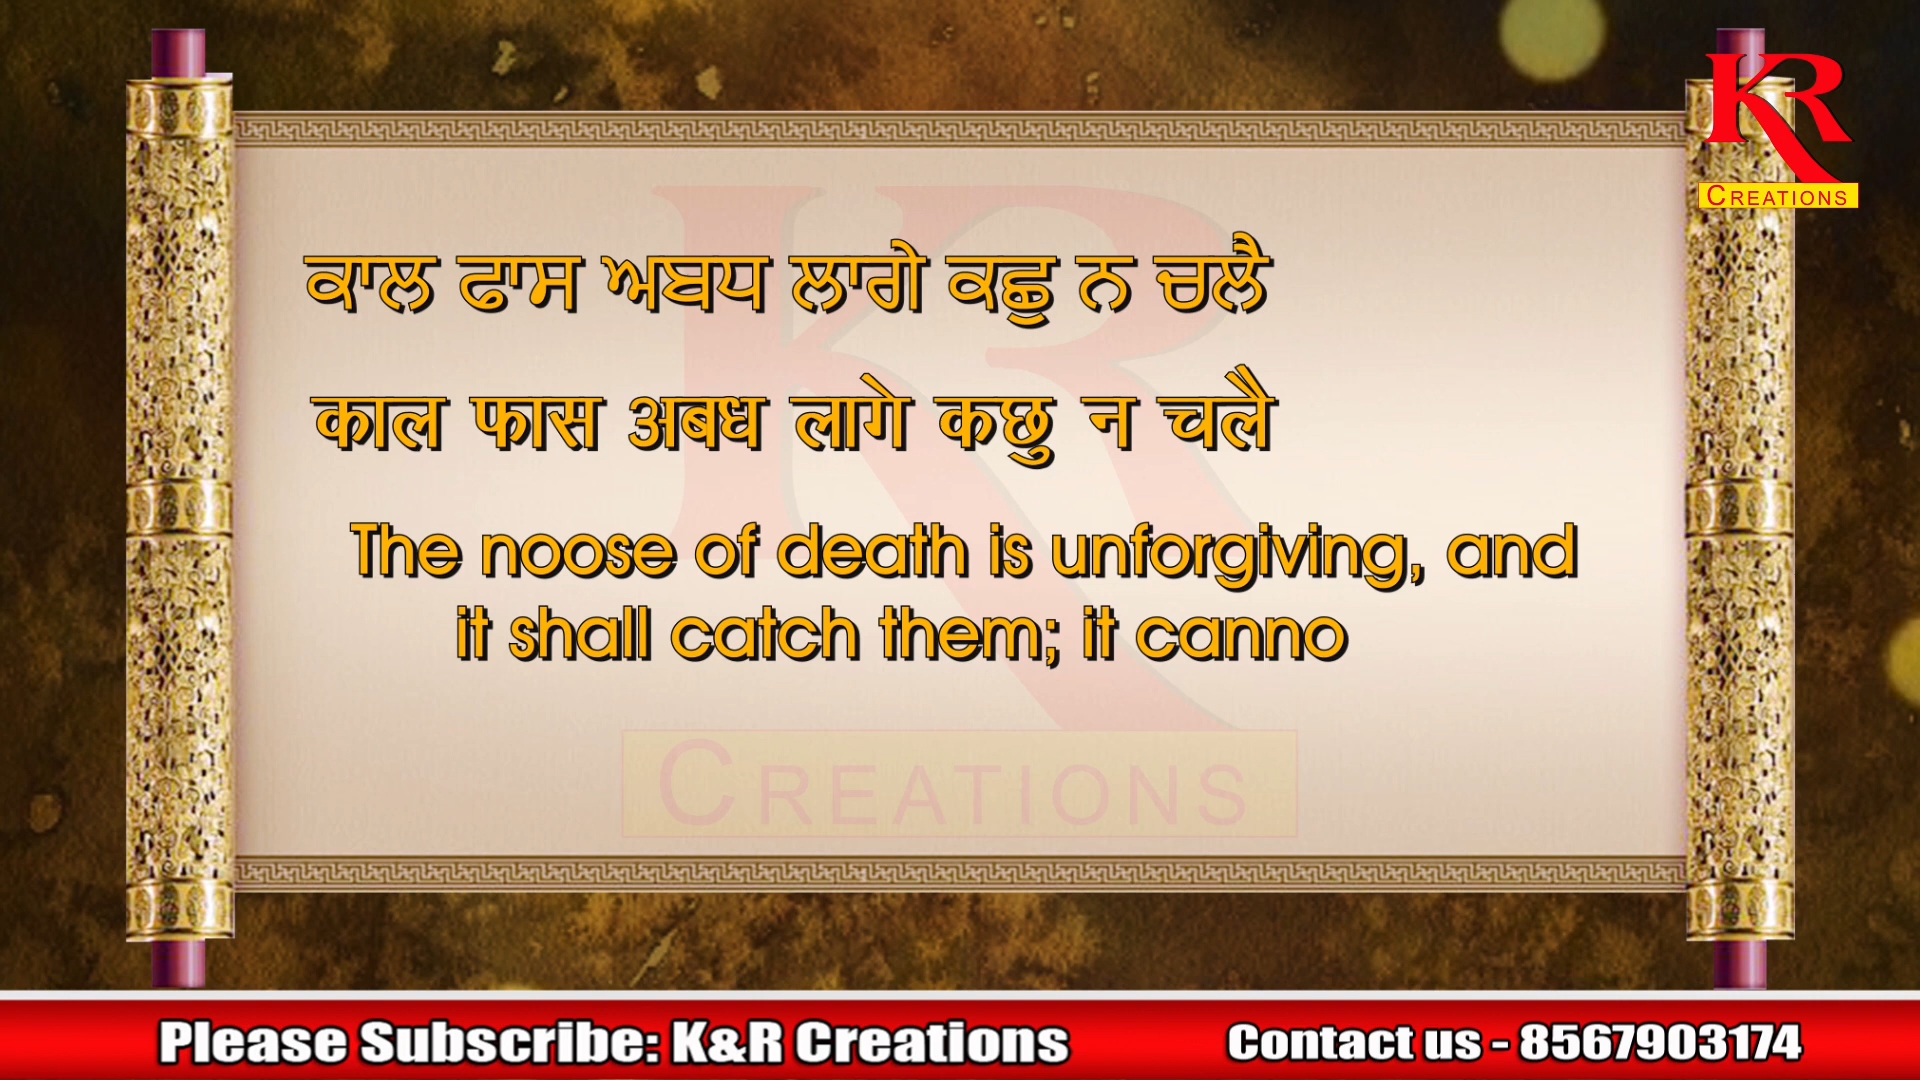 KR
CREATIONS
ਕਾਲ ਫਾਸ ਅਬਧ ਲਾਗੇ ਕਛੁ ਨ ਚਲੈ
काल फास अबध लागे कछु न चलै
The noose of death is unforgiving, and
it shall catch them; it canno
KR
CREATIONS
Please Subscribe: K&R Creations
Contact us - 8567903174